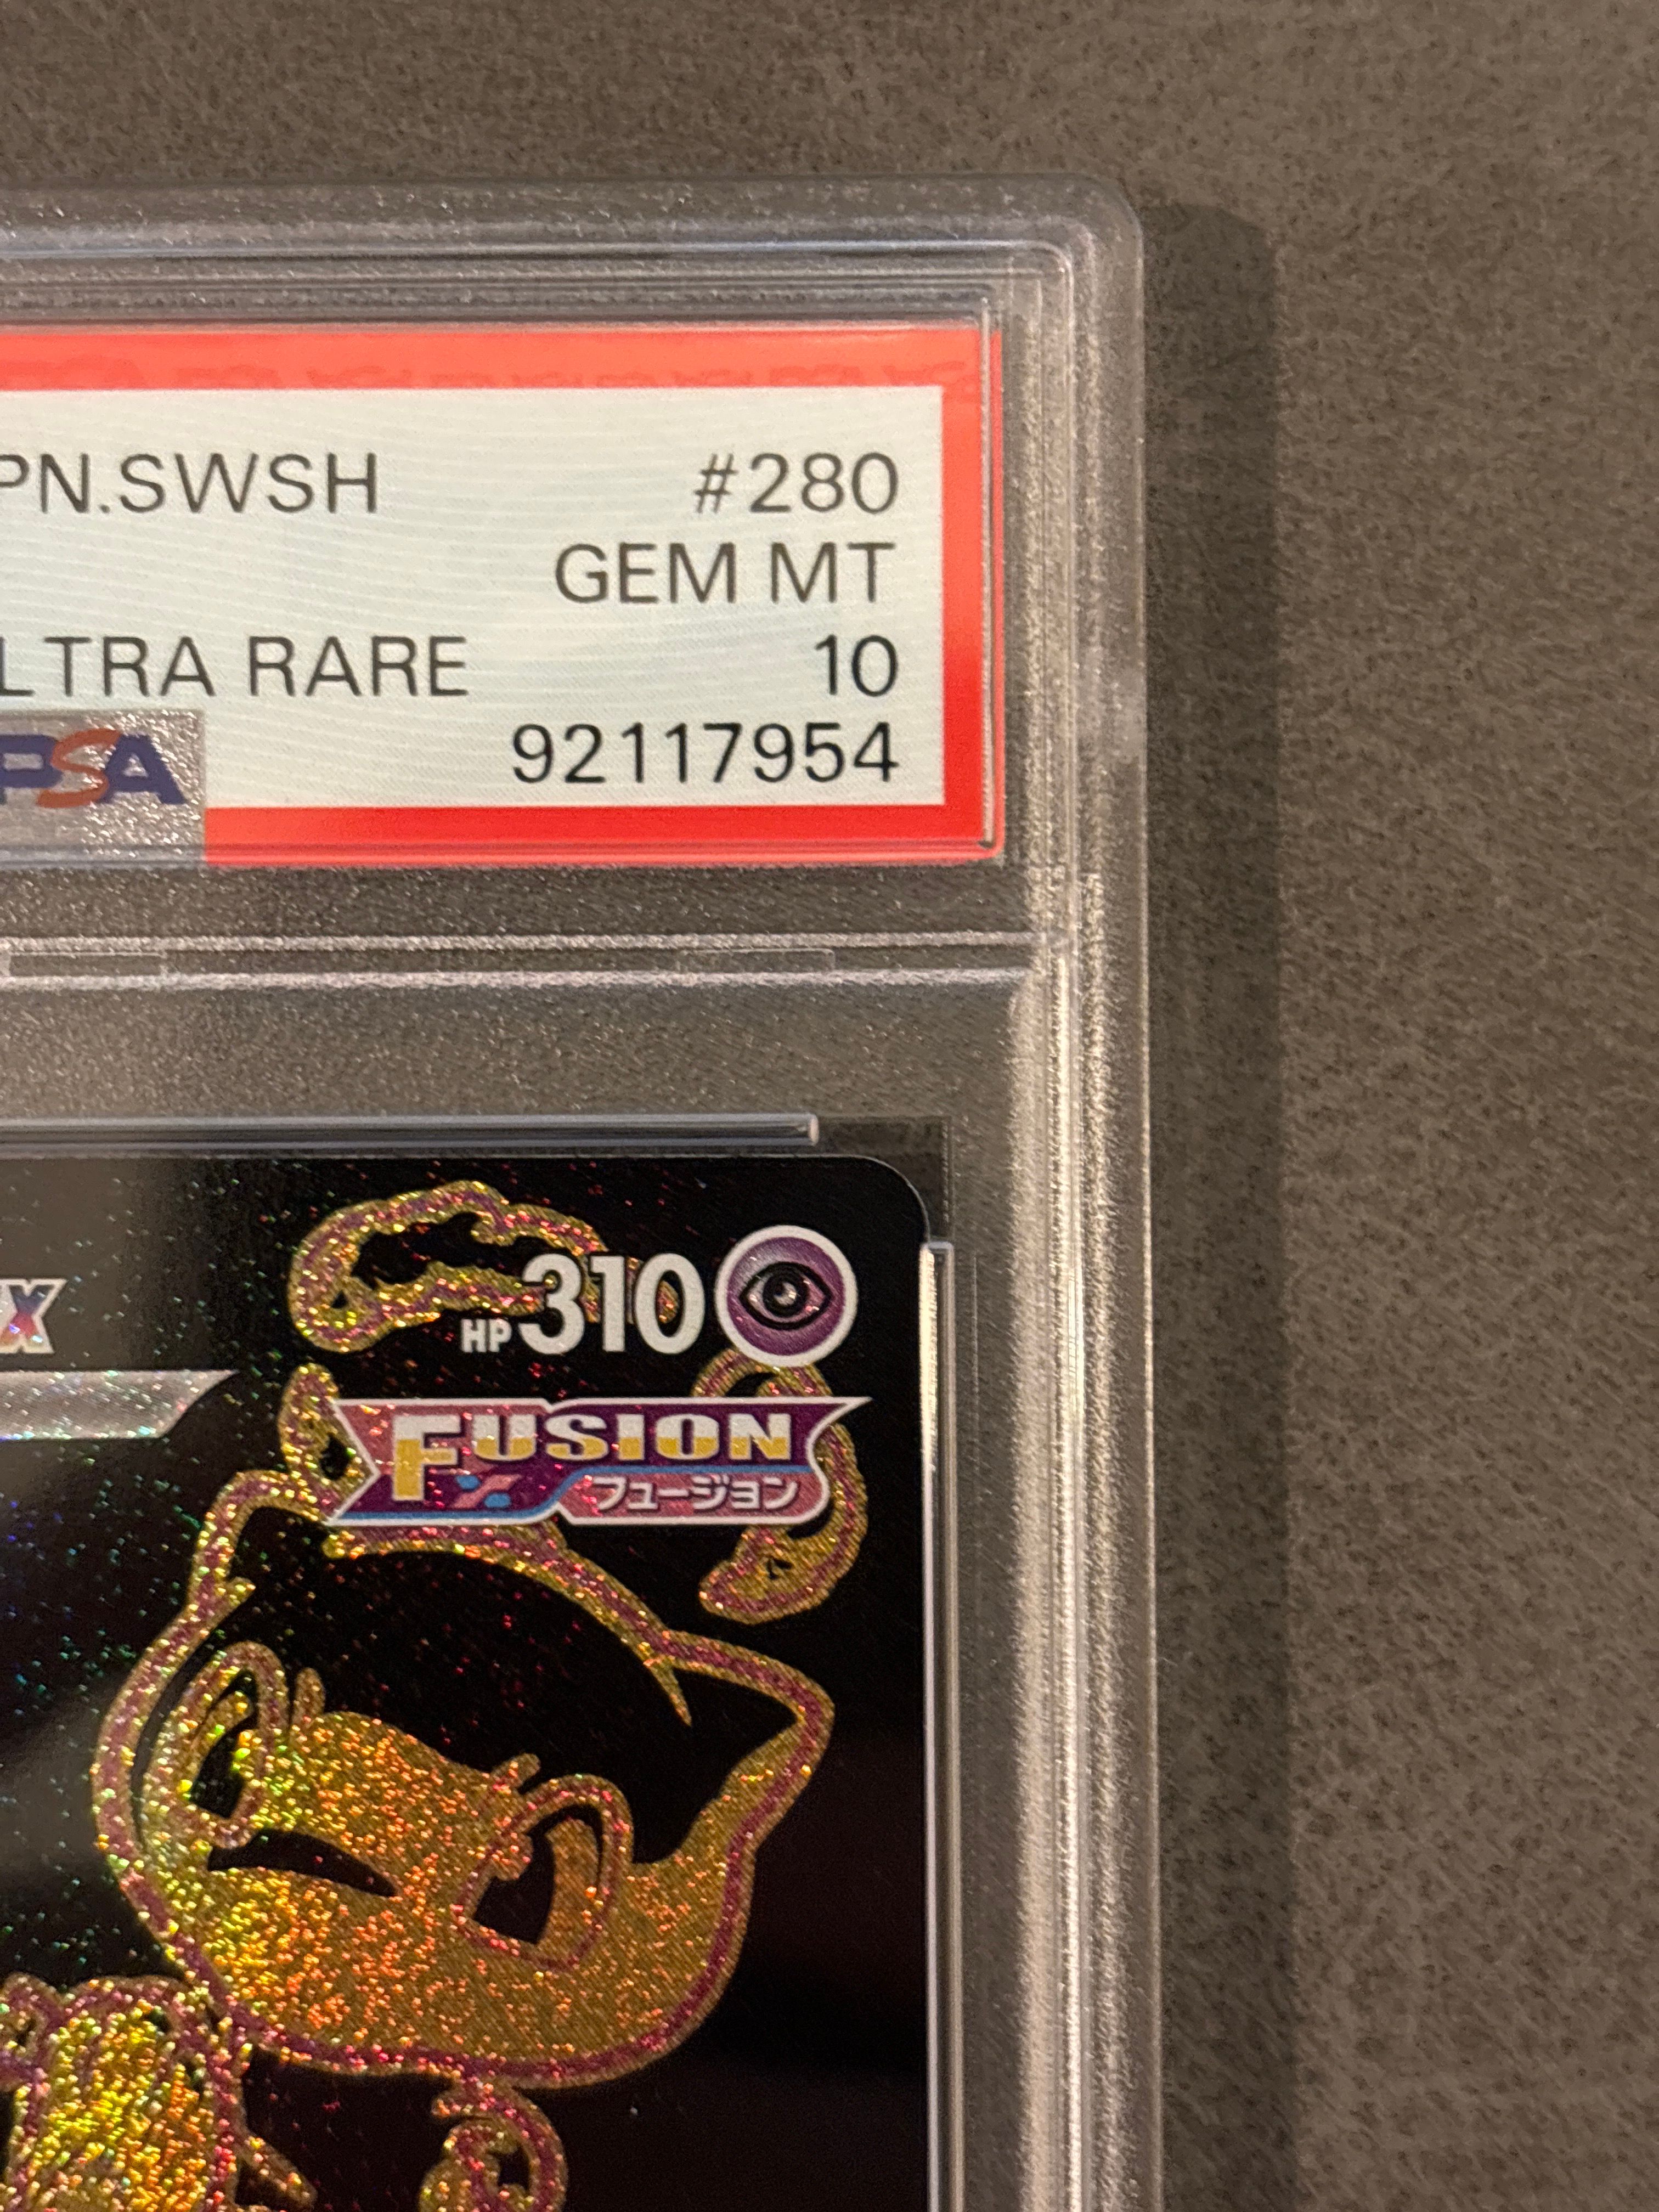 PN.SWSH #280
GEM MT
LTRA RARE 10
PSA 92117954
X HP 310
FUSION
フュージョン